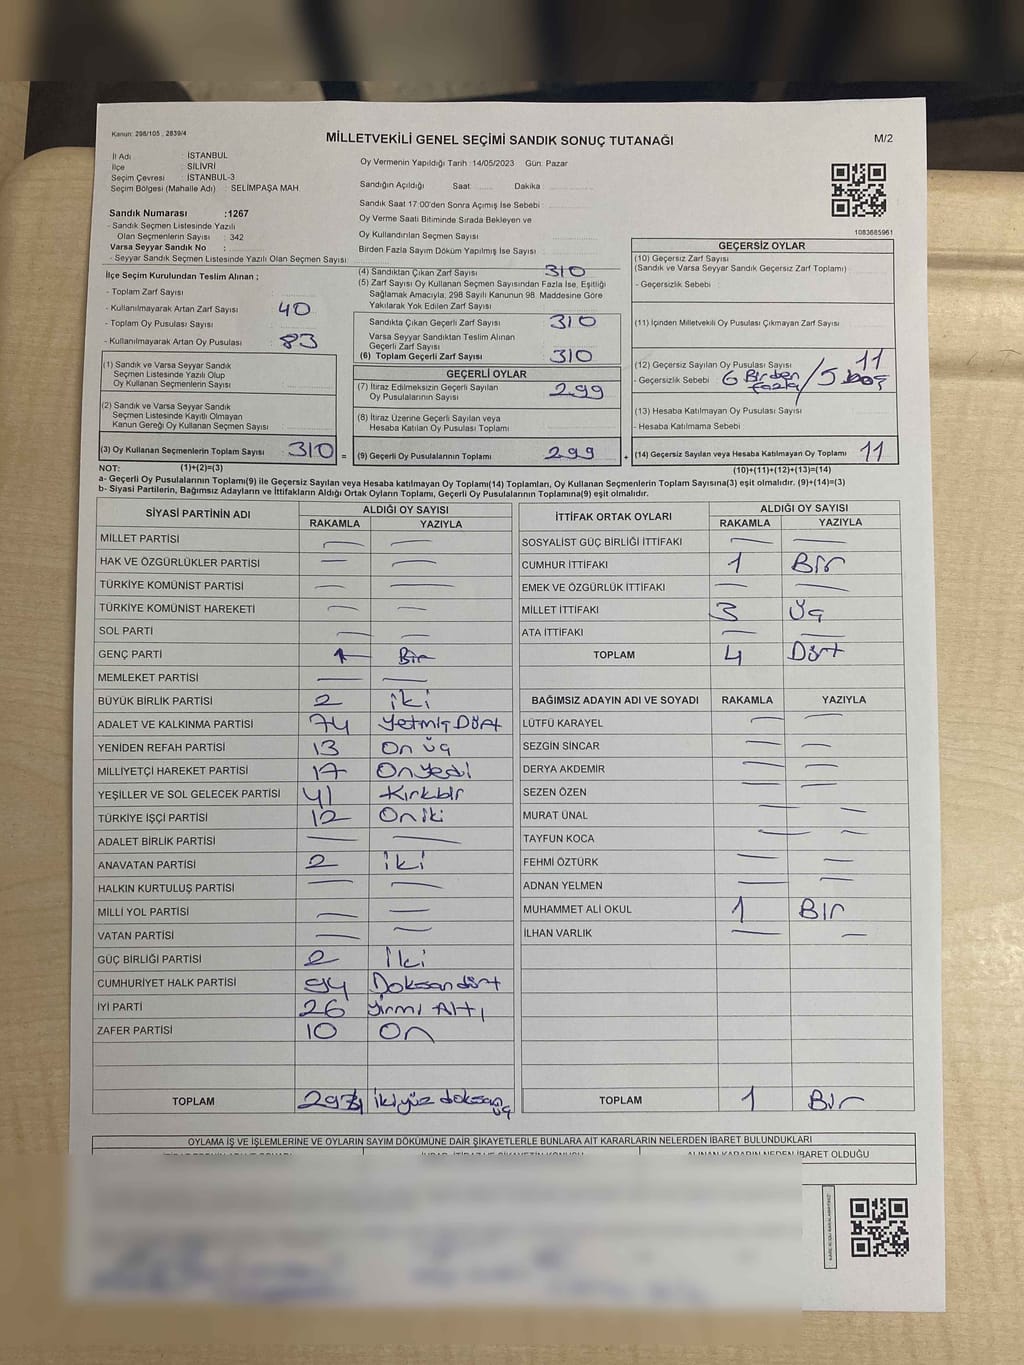 Kanun: 298/105 , 2839/4
MİLLETVEKİLİ GENEL SEÇİMİ SANDIK SONUÇ TUTANAĞI
M/2
İl Adı : İSTANBUL
İlçe : SİLİVRİ
Seçim Çevresi : İSTANBUL-3
Seçim Bölgesi (Mahalle Adı) : SELİMPAŞA MAH.
Sandık Numarası :1267
- Sandık Seçmen Listesinde Yazılı
Olan Seçmenlerin Sayısı : 342
Varsa Seyyar Sandık No :
- Seyyar Sandık Seçmen Listesinde Yazılı Olan Seçmen Sayısı
Oy Vermenin Yapıldığı Tarih :14/05/2023 Gün: Pazar
Sandığın Açıldığı Saat: Dakika :
Sandık Saat 17:00'den Sonra Açımış İse Sebebi :
Oy Verme Saati Bitiminde Sırada Bekleyen ve
Oy Kullandırılan Seçmen Sayısı
Birden Fazla Sayım Döküm Yapılmış İse Sayısı :
1083685961
İlçe Seçim Kurulundan Teslim Alınan ;
- Toplam Zarf Sayısı
- Kullanılmayarak Artan Zarf Sayısı : 40
- Toplam Oy Pusulası Sayısı :
- Kullanılmayarak Artan Oy Pusulası : 83
(1) Sandık ve Varsa Seyyar Sandık
Seçmen Listesinde Yazılı Olup
Oy Kullanan Seçmenlerin Sayısı :
(2) Sandık ve Varsa Seyyar Sandık
Seçmen Listesinde Kayıtlı Olmayan
Kanun Gereği Oy Kullanan Seçmen Sayısı :
(3) Oy Kullanan Seçmenlerin Toplam Sayısı : 310 =
(4) Sandıktan Çıkan Zarf Sayısı 310
(5) Zarf Sayısı Oy Kullanan Seçmen Sayısından Fazla İse, Eşitliği
Sağlamak Amacıyla, 298 Sayılı Kanunun 98. Maddesine Göre
Yakılarak Yok Edilen Zarf Sayısı
Sandıkta Çıkan Geçerli Zarf Sayısı 310
Varsa Seyyar Sandıktan Teslim Alınan
Geçerli Zarf Sayısı
(6) Toplam Geçerli Zarf Sayısı 310
GEÇERLİ OYLAR
(7) İtiraz Edilmeksizin Geçerli Sayılan
Oy Pusulasının Sayısı 299
(8) İtiraz Üzerine Geçerli Sayılan veya
Hesaba Katılan Oy Pusulası Toplamı
(9) Geçerli Oy Pusulalarının Toplamı 299 +
GEÇERSİZ OYLAR
(10) Geçersiz Zarf Sayısı
(Sandık ve Varsa Seyyar Sandık Geçersiz Zarf Toplamı)
- Geçersizlik Sebebi :
(11) İçinden Milletvekili Oy Pusulası Çıkmayan Zarf Sayısı
(12) Geçersiz Sayılan Oy Pusulası Sayısı 11
- Geçersizlik Sebebi : 6 Birden fazla / 5 boş
(13) Hesaba Katılmayan Oy Pusulası Sayısı
- Hesaba Katılmama Sebebi
(14) Geçersiz Sayılan veya Hesaba Katılmayan Oy Toplamı 11
NOT: (1)+(2)=(3) (10)+(11)+(12)+(13)=(14)
a- Geçerli Oy Pusulalarının Toplamı(9) ile Geçersiz Sayılan veya Hesaba katılmayan Oy Toplamı(14) Toplamları, Oy Kullanan Seçmenlerin Toplam Sayısına(3) eşit olmalıdır. (9)+(14)=(3)
b- Siyasi Partilerin, Bağımsız Adayların ve İttifakların Aldığı Ortak Oyların Toplamı, Geçerli Oy Pusulalarının Toplamına(9) eşit olmalıdır.
SİYASİ PARTİNİN ADI ALDIĞI OY SAYISI
RAKAMLA YAZIYLA
MİLLET PARTİSİ — —
HAK VE ÖZGÜRLÜKLER PARTİSİ — —
TÜRKİYE KOMÜNİST PARTİSİ — —
TÜRKİYE KOMÜNİST HAREKETİ — —
SOL PARTİ — —
GENÇ PARTİ 1 Bir
MEMLEKET PARTİSİ — —
BÜYÜK BİRLİK PARTİSİ 2 iki
ADALET VE KALKINMA PARTİSİ 74 Yetmiş Dört
YENİDEN REFAH PARTİSİ 13 On üç
MİLLİYETÇİ HAREKET PARTİSİ 17 Onyedi
YEŞİLLER VE SOL GELECEK PARTİSİ 41 Kırkbir
TÜRKİYE İŞÇİ PARTİSİ 12 Oniki
ADALET BİRLİK PARTİSİ — —
ANAVATAN PARTİSİ 2 iki
HALKIN KURTULUŞ PARTİSİ — —
MİLLİ YOL PARTİSİ — —
VATAN PARTİSİ — —
GÜÇ BİRLİĞİ PARTİSİ 2 İki
CUMHURİYET HALK PARTİSİ 94 Doksandört
İYİ PARTİ 26 Yirmi Altı
ZAFER PARTİSİ 10 On
TOPLAM ikiyüz doksan üç
İTTİFAK ORTAK OYLARI ALDIĞI OY SAYISI
RAKAMLA YAZIYLA
SOSYALİST GÜÇ BİRLİĞİ İTTİFAKI — —
CUMHUR İTTİFAKI 1 Bir
EMEK VE ÖZGÜRLÜK İTTİFAKI — —
MİLLET İTTİFAKI 3 Üç
ATA İTTİFAKI — —
TOPLAM 4 Dört
BAĞIMSIZ ADAYIN ADI VE SOYADI RAKAMLA YAZIYLA
LÜTFÜ KARAYEL — —
SEZGİN SİNCAR — —
DERYA AKDEMİR — —
SEZEN ÖZEN — —
MURAT ÜNAL — —
TAYFUN KOCA — —
FEHMİ ÖZTÜRK — —
ADNAN YELMEN — —
MUHAMMET ALİ OKUL 1 Bir
İLHAN VARLIK — —
TOPLAM 1 Bir
OYLAMA İŞ VE İŞLEMLERİNE VE OYLARIN SAYIM DÖKÜMÜNE DAİR ŞİKAYETLERLE BUNLARA AİT KARARLARIN NELERDEN İBARET BULUNDUKLARI
ALINAN KARARIN NEDEN İBARET OLDUĞU